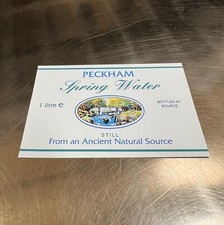 PECKHAM
Spring Water
1 litre e
BOTTLED AT
SOURCE
STILL
From an Ancient Natural Source